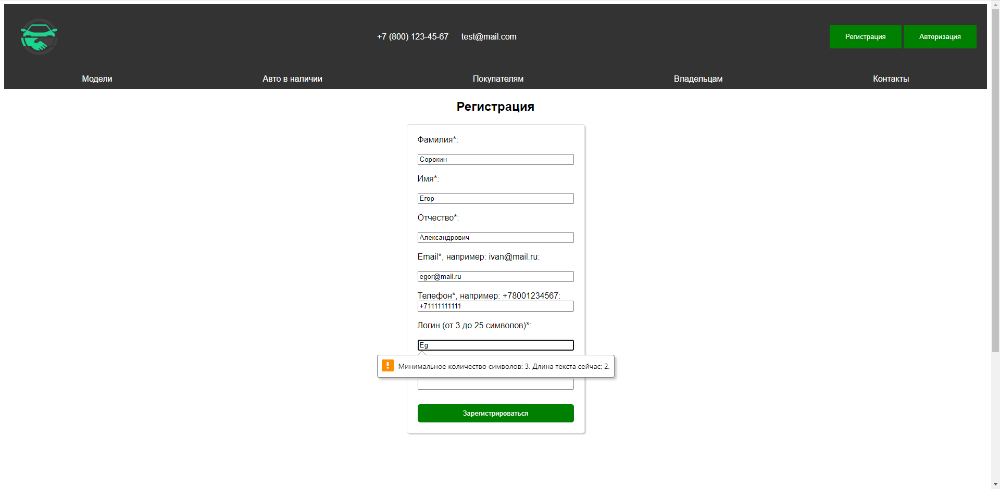 +7 (800) 123-45-67 test@mail.com
Регистрация Авторизация
Модели Авто в наличии Покупателям Владельцам Контакты
Регистрация
Фамилия*:
Сорокин
Имя*:
Егор
Отчество*:
Александрович
Email*, например: ivan@mail.ru:
egor@mail.ru
Телефон*, например: +78001234567:
+71111111111
Логин (от 3 до 25 символов)*:
Eg
Минимальное количество символов: 3. Длина текста сейчас: 2.
Зарегистрироваться